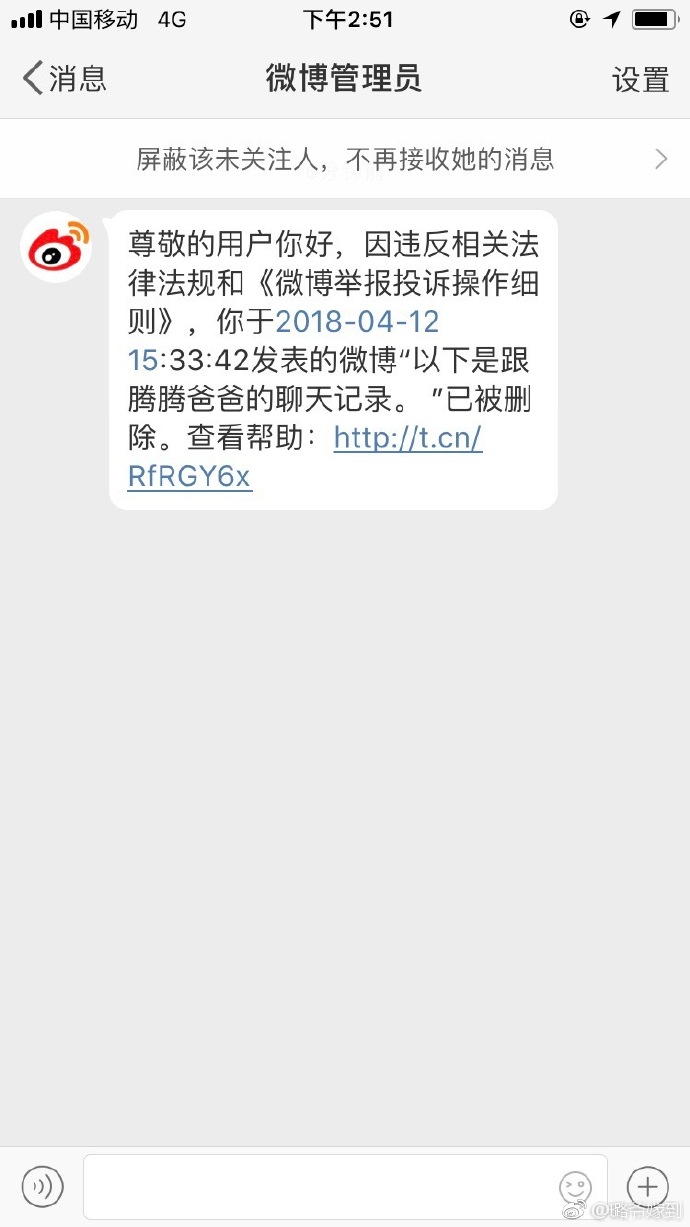 中国移动 4G 下午2:51
消息 微博管理员 设置
屏蔽该未关注人，不再接收她的消息
尊敬的用户你好，因违反相关法
律法规和《微博举报投诉操作细
则》，你于2018-04-12
15:33:42发表的微博“以下是跟
腾腾爸爸的聊天记录。 ”已被删
除。查看帮助：http://t.cn/
RfRGY6x